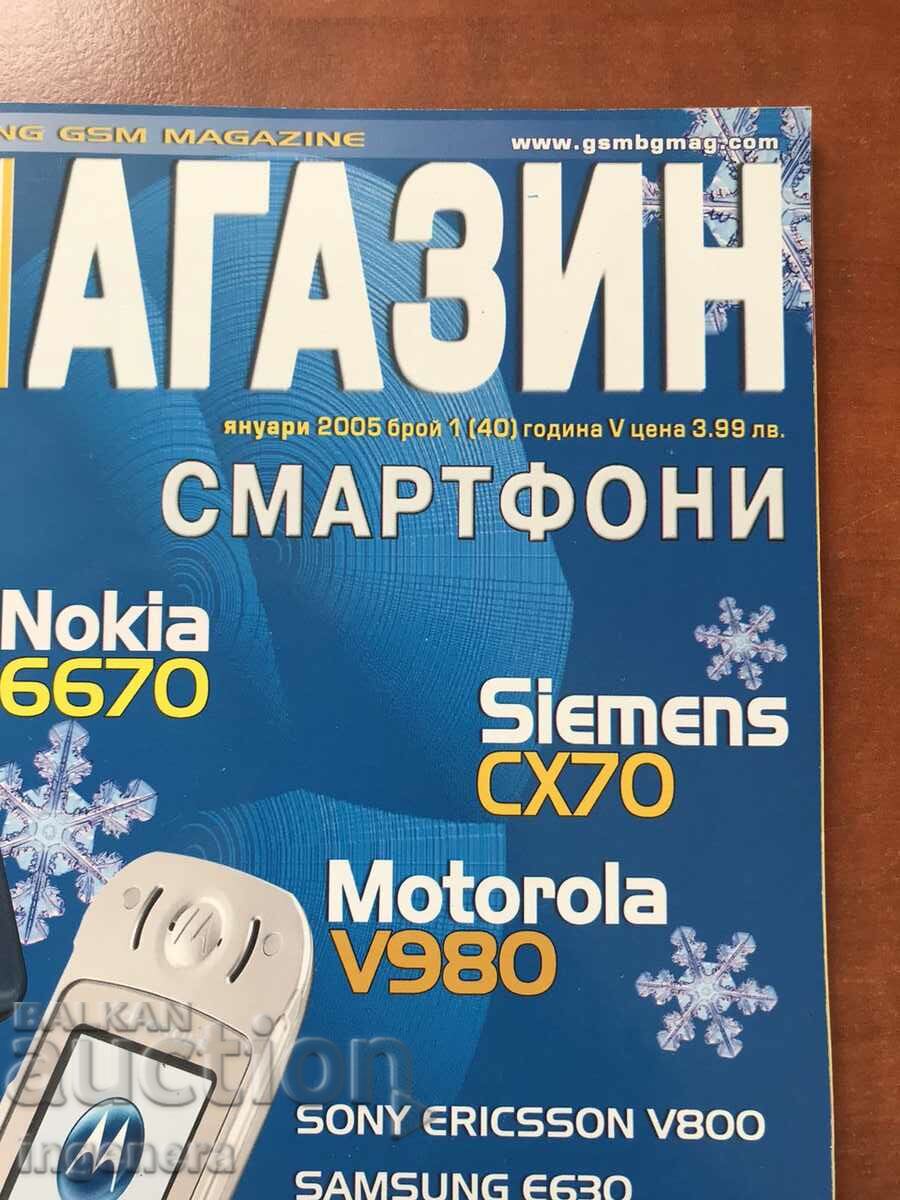 NG GSM MAGAZINE
www.gsmbgmag.com
АГАЗИН
януари 2005 брой 1 (40) година V цена 3.99 лв.
СМАРТФОНИ
Nokia
6670
Siemens
CX70
Motorola
V980
SONY ERICSSON V800
SAMSUNG E630
BALKAN
auction
ingenera